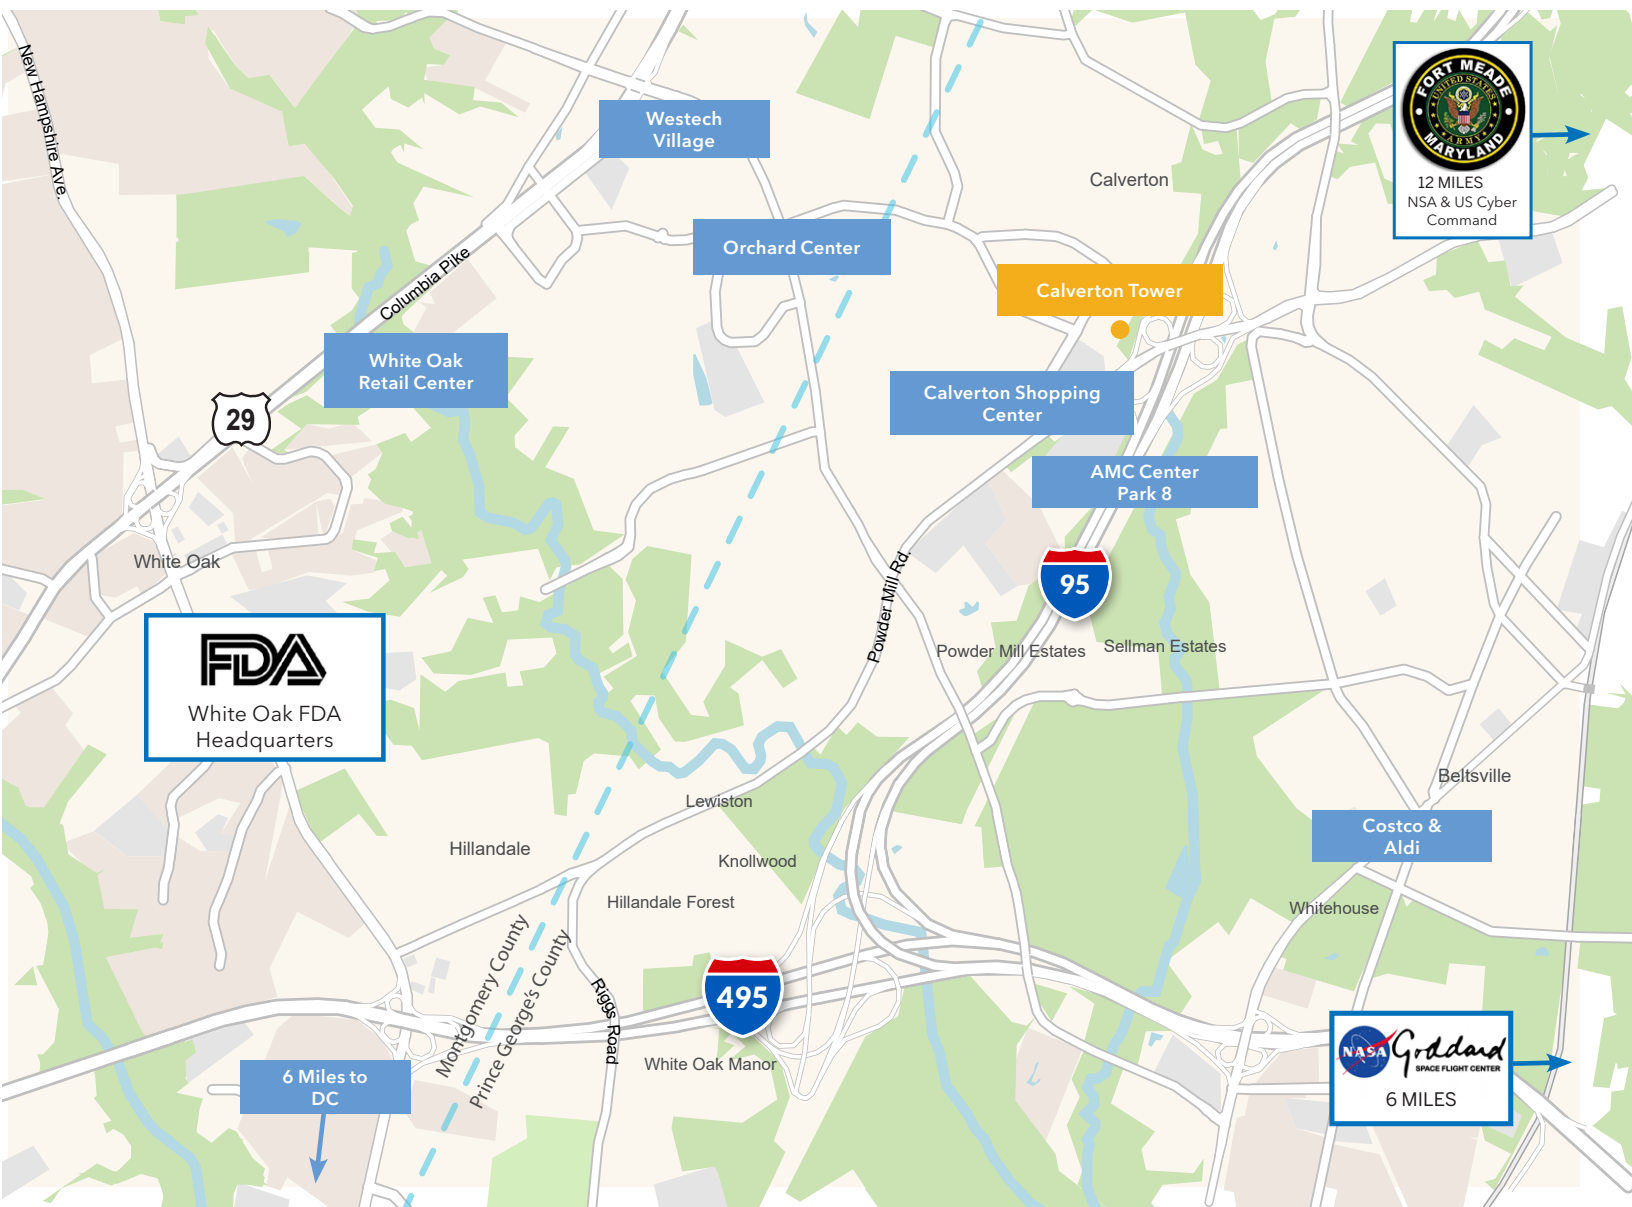 New Hampshire Ave.
Westech
Village
FORT MEADE
UNITED STATES
ARMY
MARYLAND
12 MILES
NSA & US Cyber
Command
Calverton
Orchard Center
Columbia Pike
Calverton Tower
White Oak
Retail Center
29
Calverton Shopping
Center
AMC Center
Park 8
White Oak
95
Powder Mill Rd.
Powder Mill Estates
Sellman Estates
FDA
White Oak FDA
Headquarters
Beltsville
Lewiston
Costco &
Aldi
Hillandale
Knollwood
Hillandale Forest
Whitehouse
Montgomery County
Prince George's County
495
Riggs Road
White Oak Manor
6 Miles to
DC
NASA
Goddard
SPACE FLIGHT CENTER
6 MILES